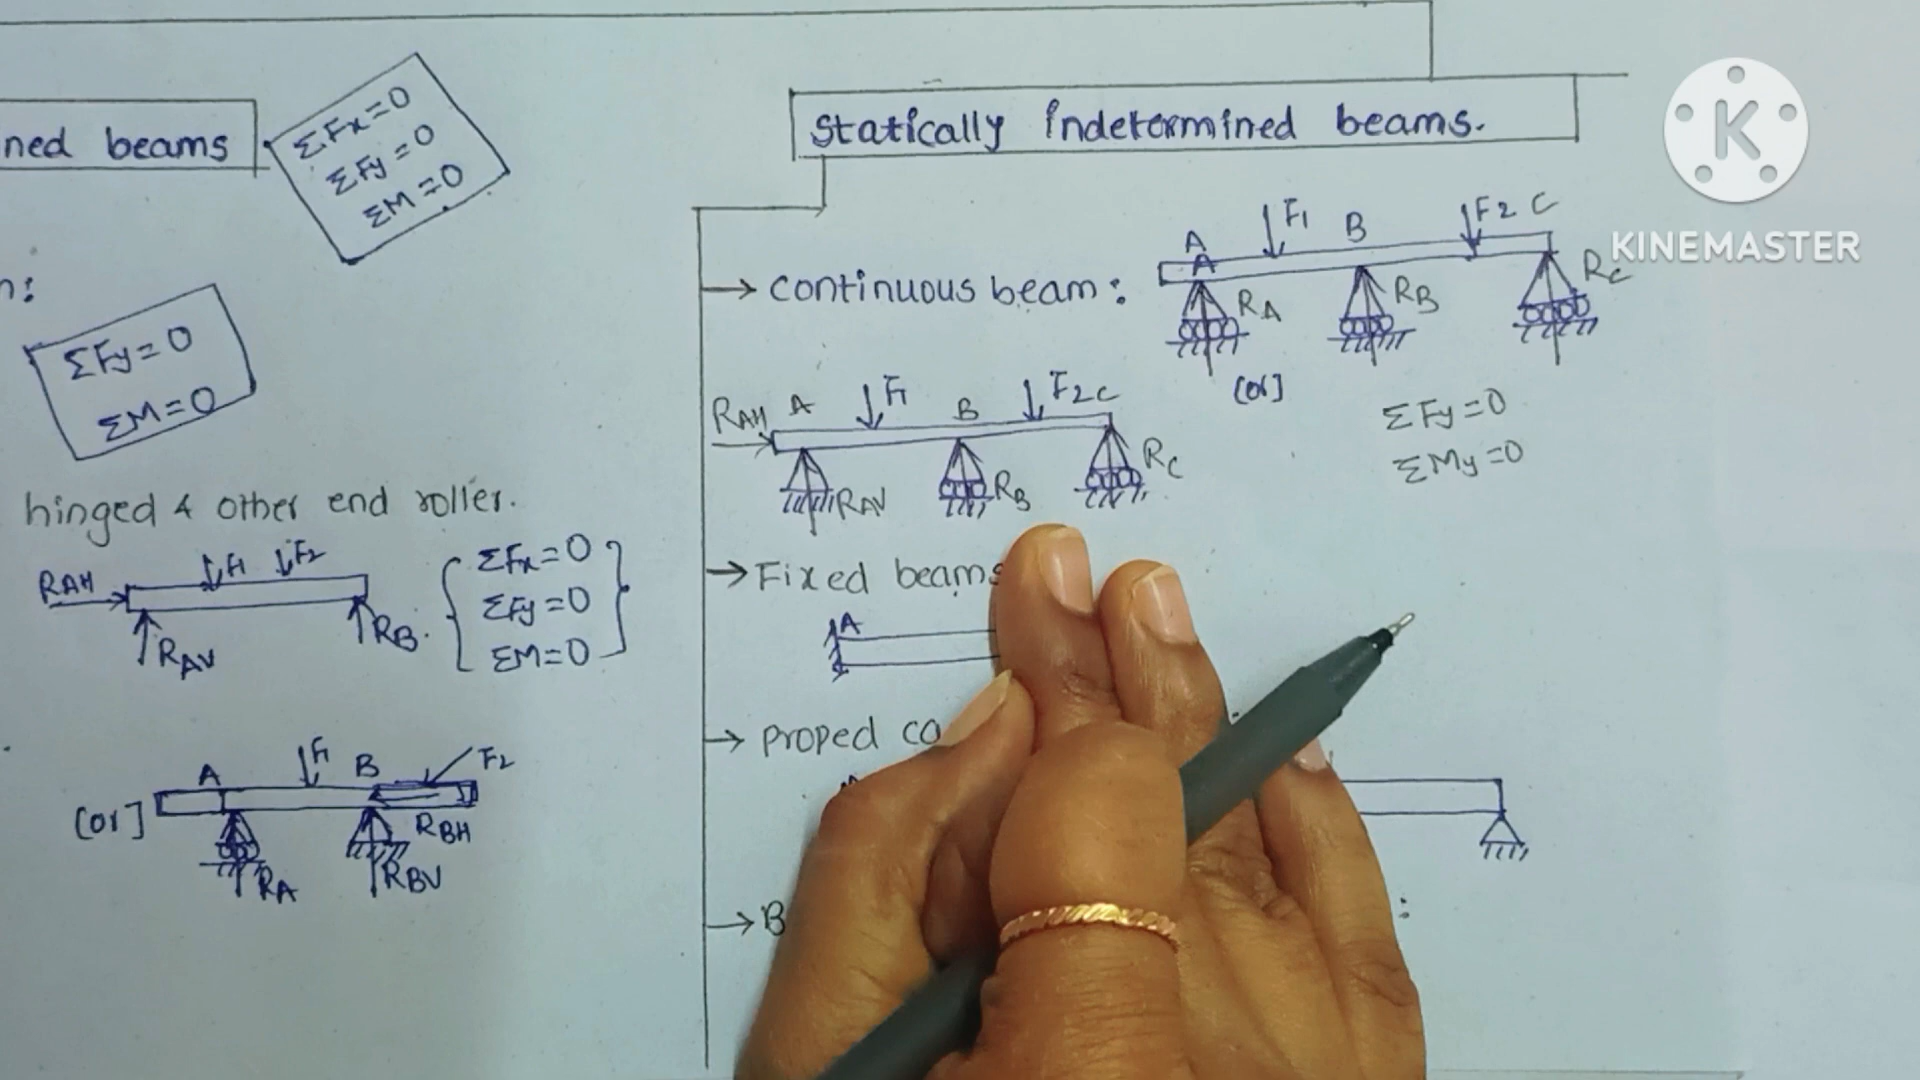 ned beams
ΣFx=0
ΣFy=0
ΣM=0
n:
ΣFy=0
ΣM=0
hinged & other end roller.
RAH F1 F2
RAV RB.
ΣFx=0
ΣFy=0
ΣM=0
[or] A F1 B F2
RBH
RA RBV
Statically indetermined beams.
→ continuous beam:
A F1 B F2 C
A
RA RB RC
[or]
ΣFy=0
ΣMy=0
RAH A F1 B F2 C
RAV RB RC
→ Fixed beams
A
→ proped ca
→ B
:
K
KINEMASTER